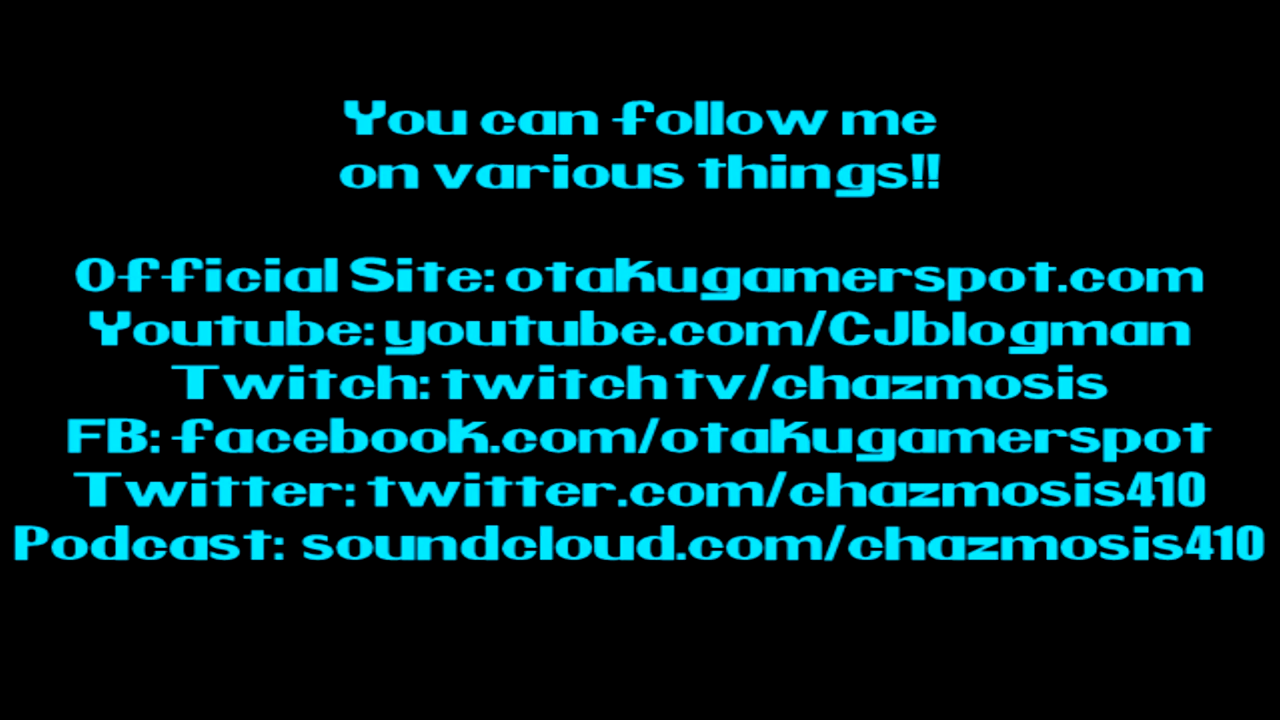 You can follow me
on various things!!
Official Site: otakugamerspot.com
Youtube: youtube.com/CJblogman
Twitch: twitch tv/chazmosis
FB: facebook.com/otakugamerspot
Twitter: twitter.com/chazmosis410
Podcast: soundcloud.com/chazmosis410